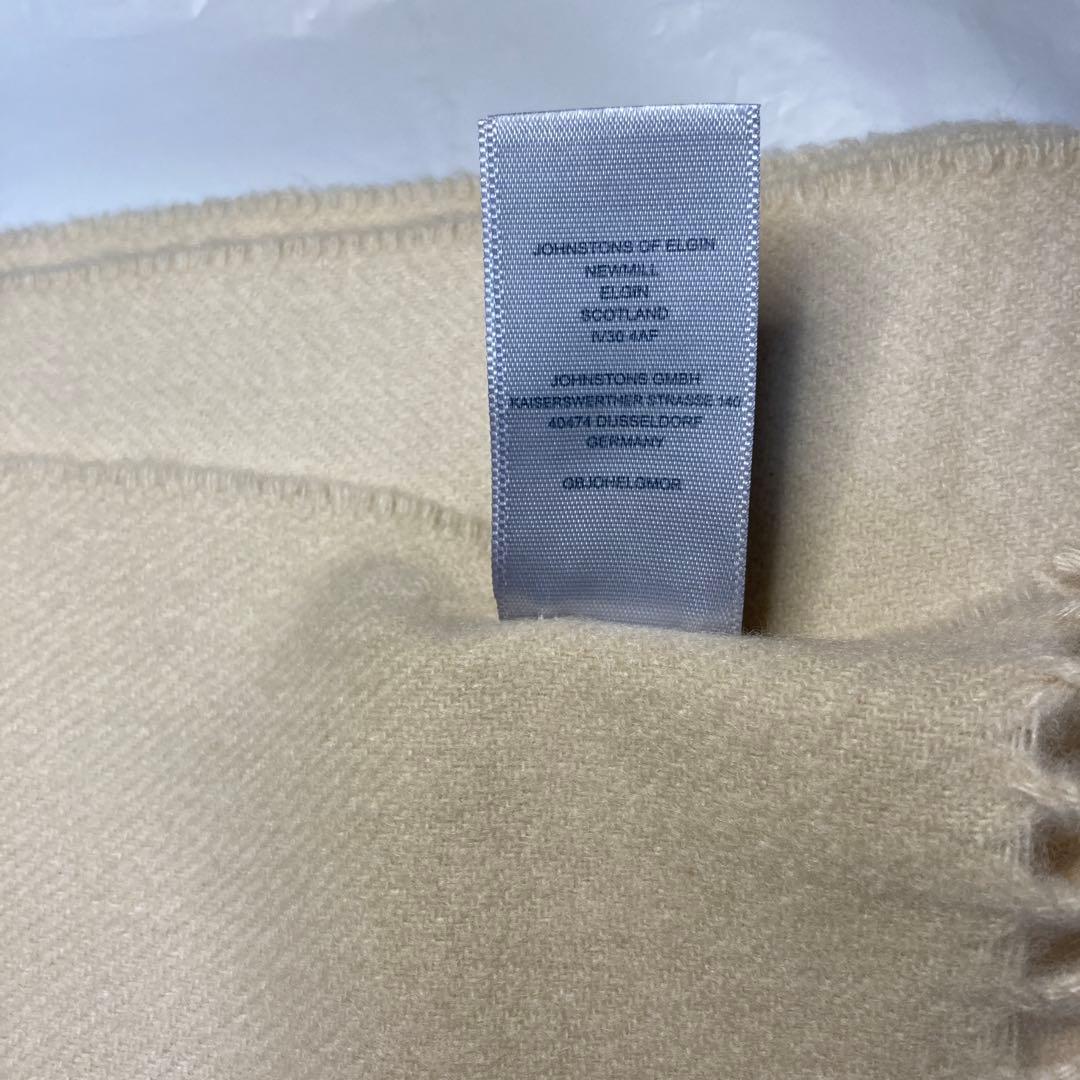 JOHNSTONS OF ELGIN
NEWMILL
ELGIN
SCOTLAND
IV30 4AF
JOHNSTONS GMBH
KAISERSWERTHER STRASSE 140
40474 DUSSELDORF
GERMANY
GBJOHELGMOR